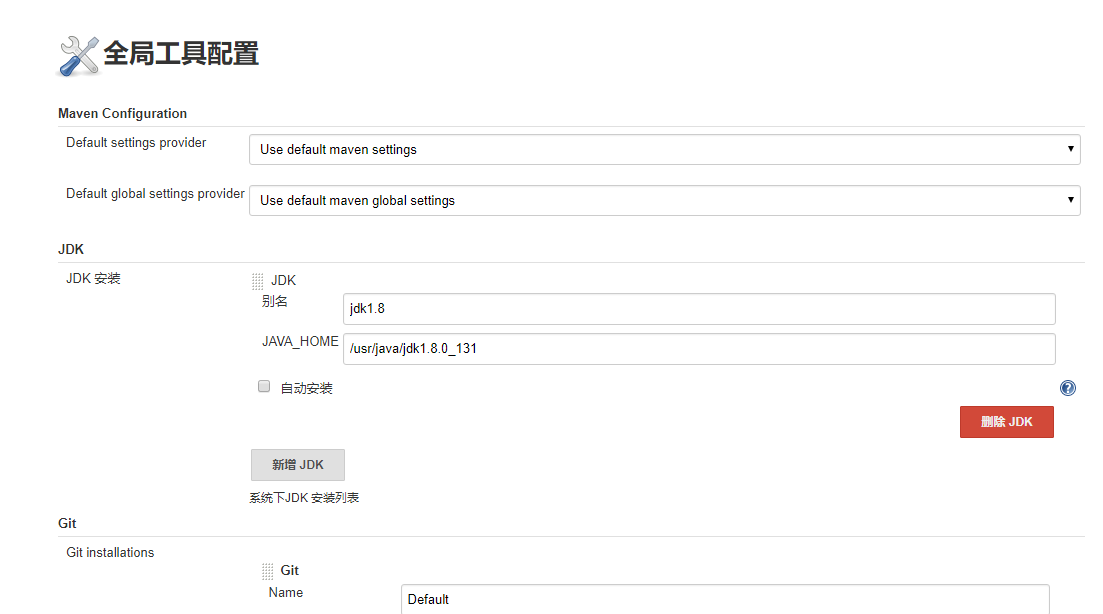 全局工具配置
Maven Configuration
Default settings provider
Use default maven settings
Default global settings provider
Use default maven global settings
JDK
JDK 安装
JDK
别名
jdk1.8
JAVA_HOME
/usr/java/jdk1.8.0_131
自动安装
删除 JDK
新增 JDK
系统下JDK 安装列表
Git
Git installations
Git
Name
Default